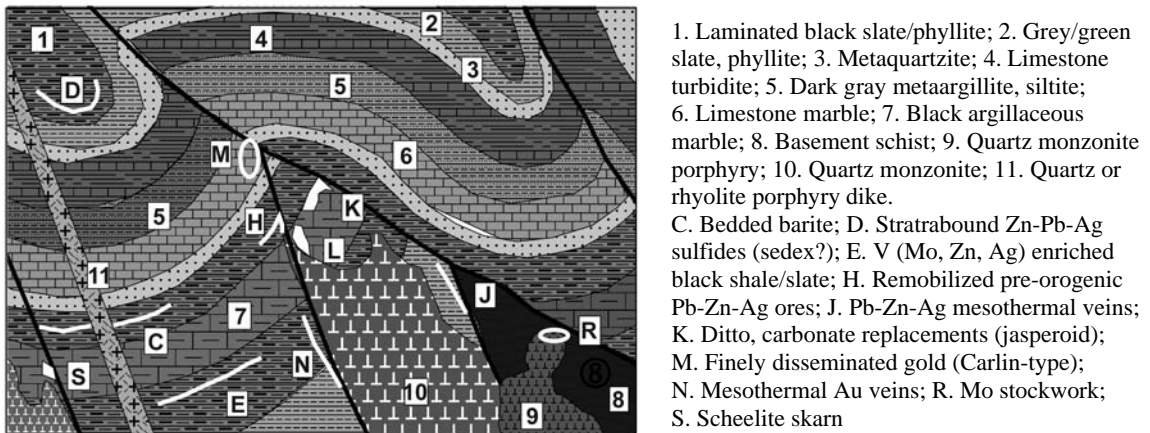 1
2
4
3
D
5
M
6
5
H
K
L
11
J
7
C
R
S
N
E
10
9
8
8
1. Laminated black slate/phyllite; 2. Grey/green
slate, phyllite; 3. Metaquartzite; 4. Limestone
turbidite; 5. Dark gray metaargillite, siltite;
6. Limestone marble; 7. Black argillaceous
marble; 8. Basement schist; 9. Quartz monzonite
porphyry; 10. Quartz monzonite; 11. Quartz or
rhyolite porphyry dike.
C. Bedded barite; D. Stratrabound Zn-Pb-Ag
sulfides (sedex?); E. V (Mo, Zn, Ag) enriched
black shale/slate; H. Remobilized pre-orogenic
Pb-Zn-Ag ores; J. Pb-Zn-Ag mesothermal veins;
K. Ditto, carbonate replacements (jasperoid);
M. Finely disseminated gold (Carlin-type);
N. Mesothermal Au veins; R. Mo stockwork;
S. Scheelite skarn